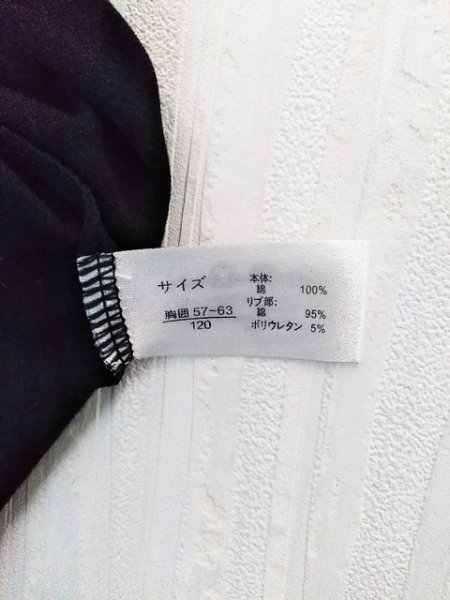 サイズ
胸囲 57~63
120
本体:
綿 100%
リブ部:
綿 95%
ポリウレタン 5%